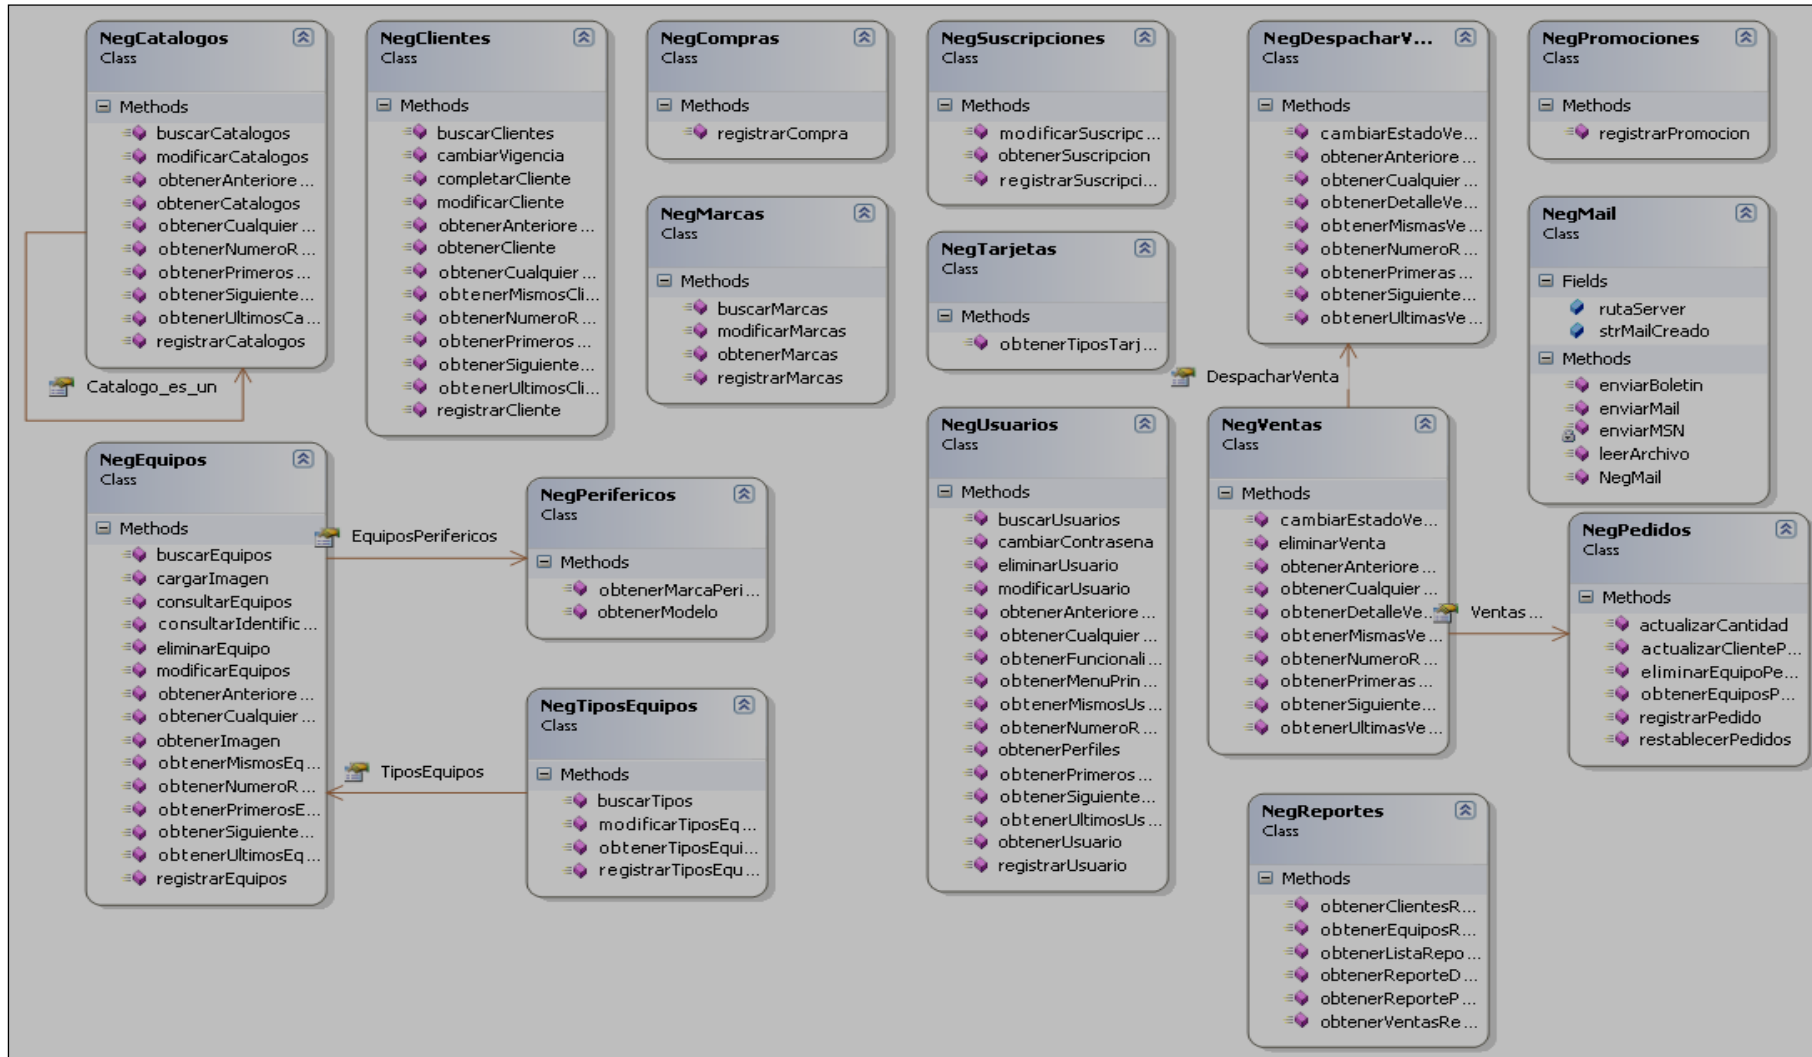 NegCatalogos
Class
Methods
buscarCatalogos
modificarCatalogos
obtenerAnteriore...
obtenerCatalogos
obtenerCualquier...
obtenerNumeroR...
obtenerPrimeros...
obtenerSiguiente...
obtenerUltimosCa...
registrarCatalogos
Catalogo_es_un
NegClientes
Class
Methods
buscarClientes
cambiarVigencia
completarCliente
modificarCliente
obtenerAnteriore...
obtenerCliente
obtenerCualquier...
obtenerMismosCli...
obtenerNumeroR...
obtenerPrimeros...
obtenerSiguiente...
obtenerUltimosCli...
registrarCliente
NegCompras
Class
Methods
registrarCompra
NegMarcas
Class
Methods
buscarMarcas
modificarMarcas
obtenerMarcas
registrarMarcas
NegSuscripciones
Class
Methods
modificarSuscripc...
obtenerSuscripcion
registrarSuscripci...
NegTarjetas
Class
Methods
obtenerTiposTarj...
NegDespacharV...
Class
Methods
cambiarEstadoVe...
obtenerAnteriore...
obtenerCualquier...
obtenerDetalleVe...
obtenerMismasVe...
obtenerNumeroR...
obtenerPrimeras...
obtenerSiguiente...
obtenerUltimasVe...
DespacharVenta
NegPromociones
Class
Methods
registrarPromocion
NegMail
Class
Fields
rutaServer
strMailCreado
Methods
enviarBoletin
enviarMail
enviarMSN
leerArchivo
NegMail
NegEquipos
Class
Methods
buscarEquipos
cargarImagen
consultarEquipos
consultarIdentific...
eliminarEquipo
modificarEquipos
obtenerAnteriore...
obtenerCualquier...
obtenerImagen
obtenerMismosEq...
obtenerNumeroR...
obtenerPrimerosE...
obtenerSiguiente...
obtenerUltimosEq...
registrarEquipos
EquiposPerifericos
NegPerifericos
Class
Methods
obtenerMarcaPeri...
obtenerModelo
TiposEquipos
NegTiposEquipos
Class
Methods
buscarTipos
modificarTiposEq...
obtenerTiposEqui...
registrarTiposEqu...
NegUsuarios
Class
Methods
buscarUsuarios
cambiarContrasena
eliminarUsuario
modificarUsuario
obtenerAnteriore...
obtenerCualquier...
obtenerFuncionali...
obtenerMenuPrin...
obtenerMismosUs...
obtenerNumeroR...
obtenerPerfiles
obtenerPrimeros...
obtenerSiguiente...
obtenerUltimosUs...
obtenerUsuario
registrarUsuario
NegVentas
Class
Methods
cambiarEstadoVe...
eliminarVenta
obtenerAnteriore...
obtenerCualquier...
obtenerDetalleVe...
obtenerMismasVe...
obtenerNumeroR...
obtenerPrimeras...
obtenerSiguiente...
obtenerUltimasVe...
Ventas...
NegPedidos
Class
Methods
actualizarCantidad
actualizarClienteP...
eliminarEquipoPe...
obtenerEquiposP...
registrarPedido
restablecerPedidos
NegReportes
Class
Methods
obtenerClientesR...
obtenerEquiposR...
obtenerListaRepo...
obtenerReporteD...
obtenerReporteP...
obtenerVentasRe...